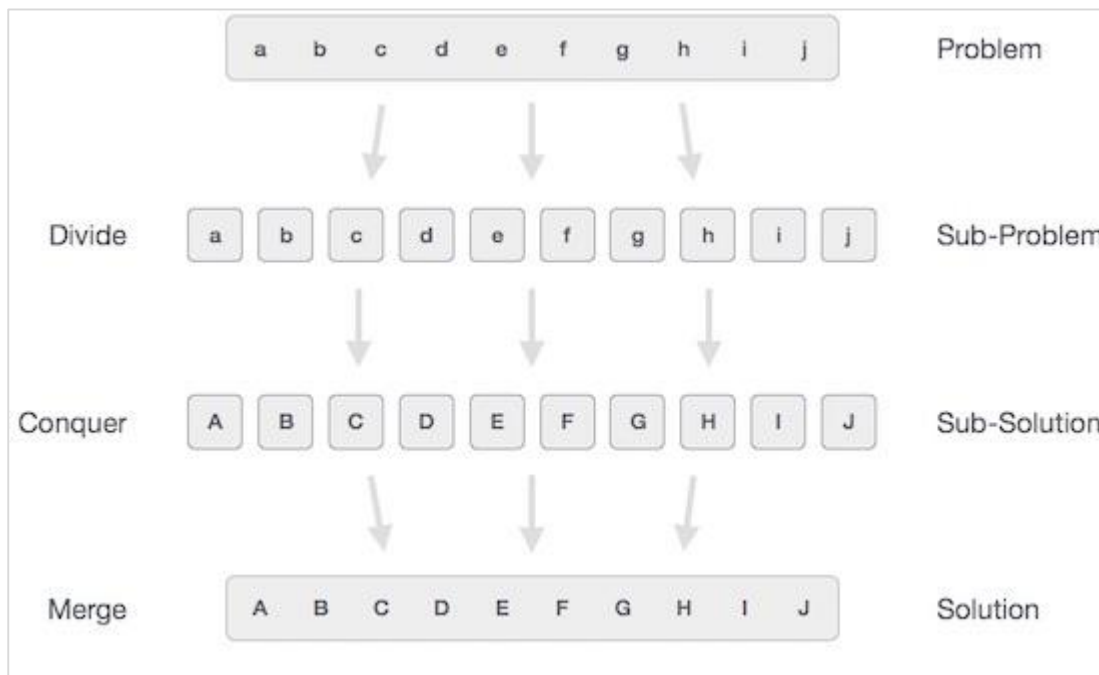 a b c d e f g h i j Problem
Divide a b c d e f g h i j Sub-Problem
Conquer A B C D E F G H I J Sub-Solution
Merge A B C D E F G H I J Solution